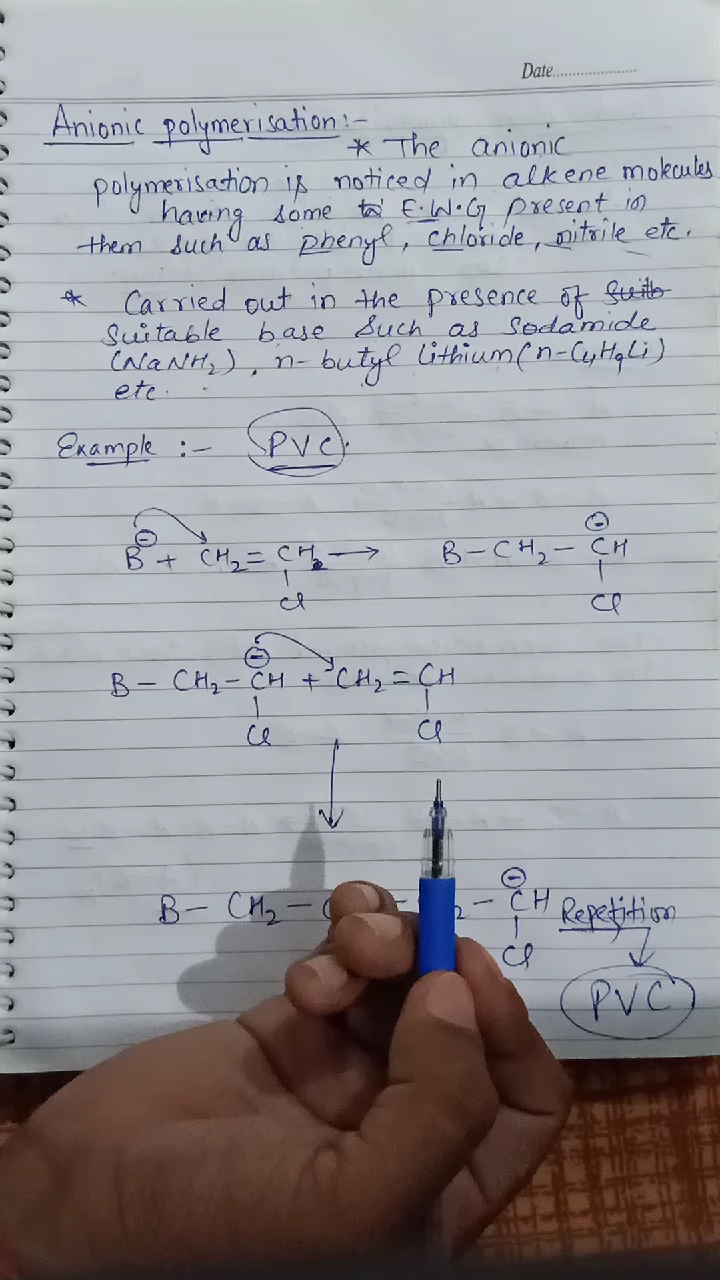 Date....................
Anionic polymerisation :-
* The anionic
polymerisation is noticed in alkene molecules
having some E.W.G present in
them such as phenyl, chloride, nitrile etc.
* Carried out in the presence of
suitable base such as sodamide
(NaNH₂), n-butyl lithium (n-C₄H₉Li)
etc.
Example :- PVC.
⊖ ⊖
B + CH₂ = CH → B - CH₂ - CH
Cl Cl
⊖
B - CH₂ - CH + CH₂ = CH
Cl Cl
↓
⊖
B - CH₂ - - CH Repetition
Cl ↓
PVC